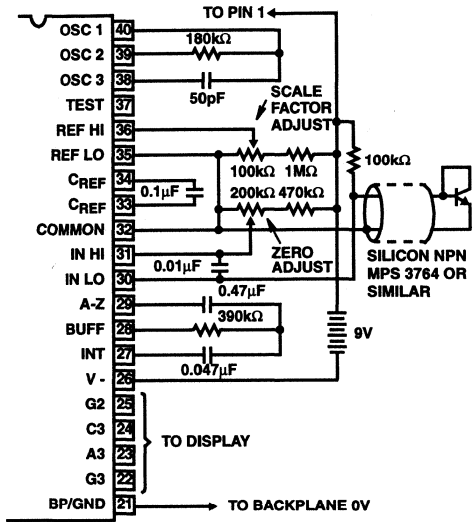 TO PIN 1
OSC 1 40
180kΩ
OSC 2 39
OSC 3 38
50pF
SCALE
FACTOR
ADJUST
TEST 37
REF HI 36
REF LO 35
100kΩ 1MΩ
100kΩ
CREF 34
0.1µF
200kΩ 470kΩ
CREF 33
COMMON 32
IN HI 31
ZERO
ADJUST
0.01µF
SILICON NPN
MPS 3764 OR
SIMILAR
IN LO 30
0.47µF
A-Z 29
390kΩ
BUFF 28
9V
INT 27
0.047µF
V - 26
G2 25
C3 24
TO DISPLAY
A3 23
G3 22
BP/GND 21
TO BACKPLANE 0V